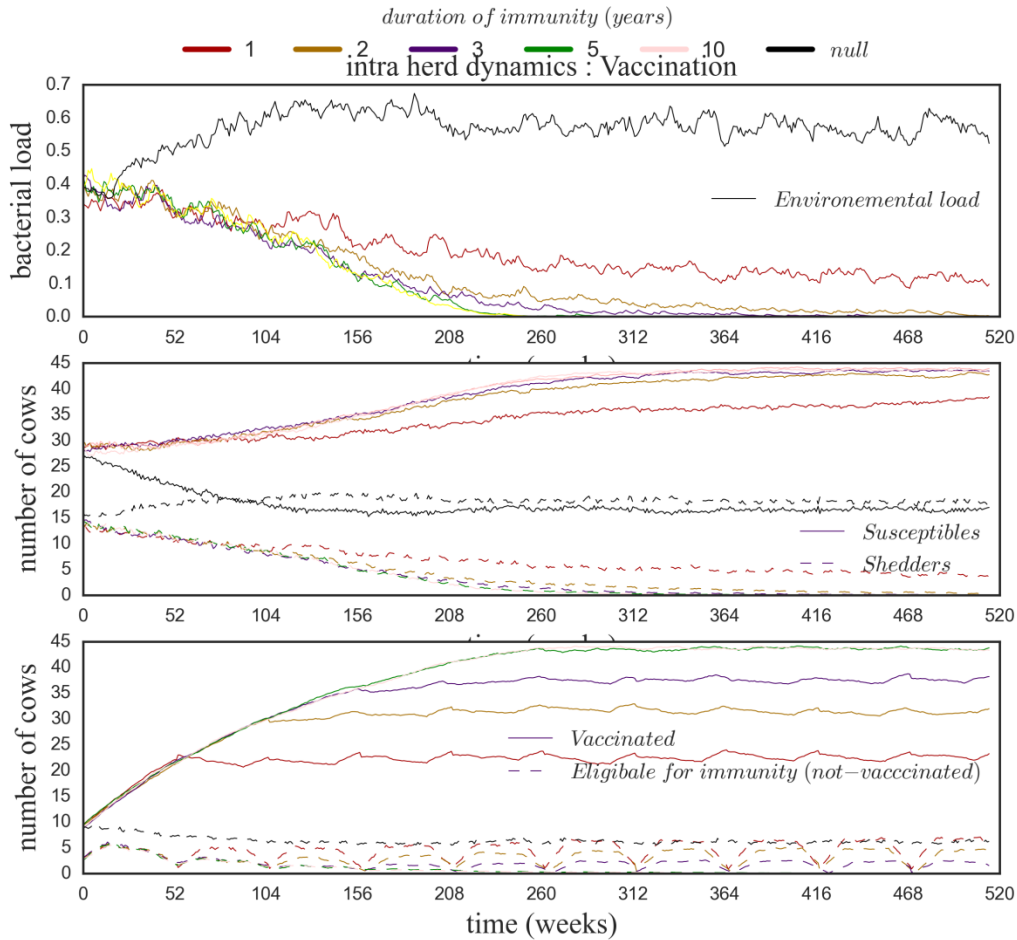 duration of immunity (years)
1 2 3 5 10 null
intra herd dynamics : Vaccination
0.7
0.6
0.5
0.4
0.3
0.2
0.1
0.0
bacterial load
Environemental load
0 52 104 156 208 260 312 364 416 468 520
45
40
35
30
25
20
15
10
5
0
number of cows
Susceptibles
Shedders
0 52 104 156 208 260 312 364 416 468 520
45
40
35
30
25
20
15
10
5
0
number of cows
Vaccinated
Eligibale for immunity (not−vacccinated)
0 52 104 156 208 260 312 364 416 468 520
time (weeks)